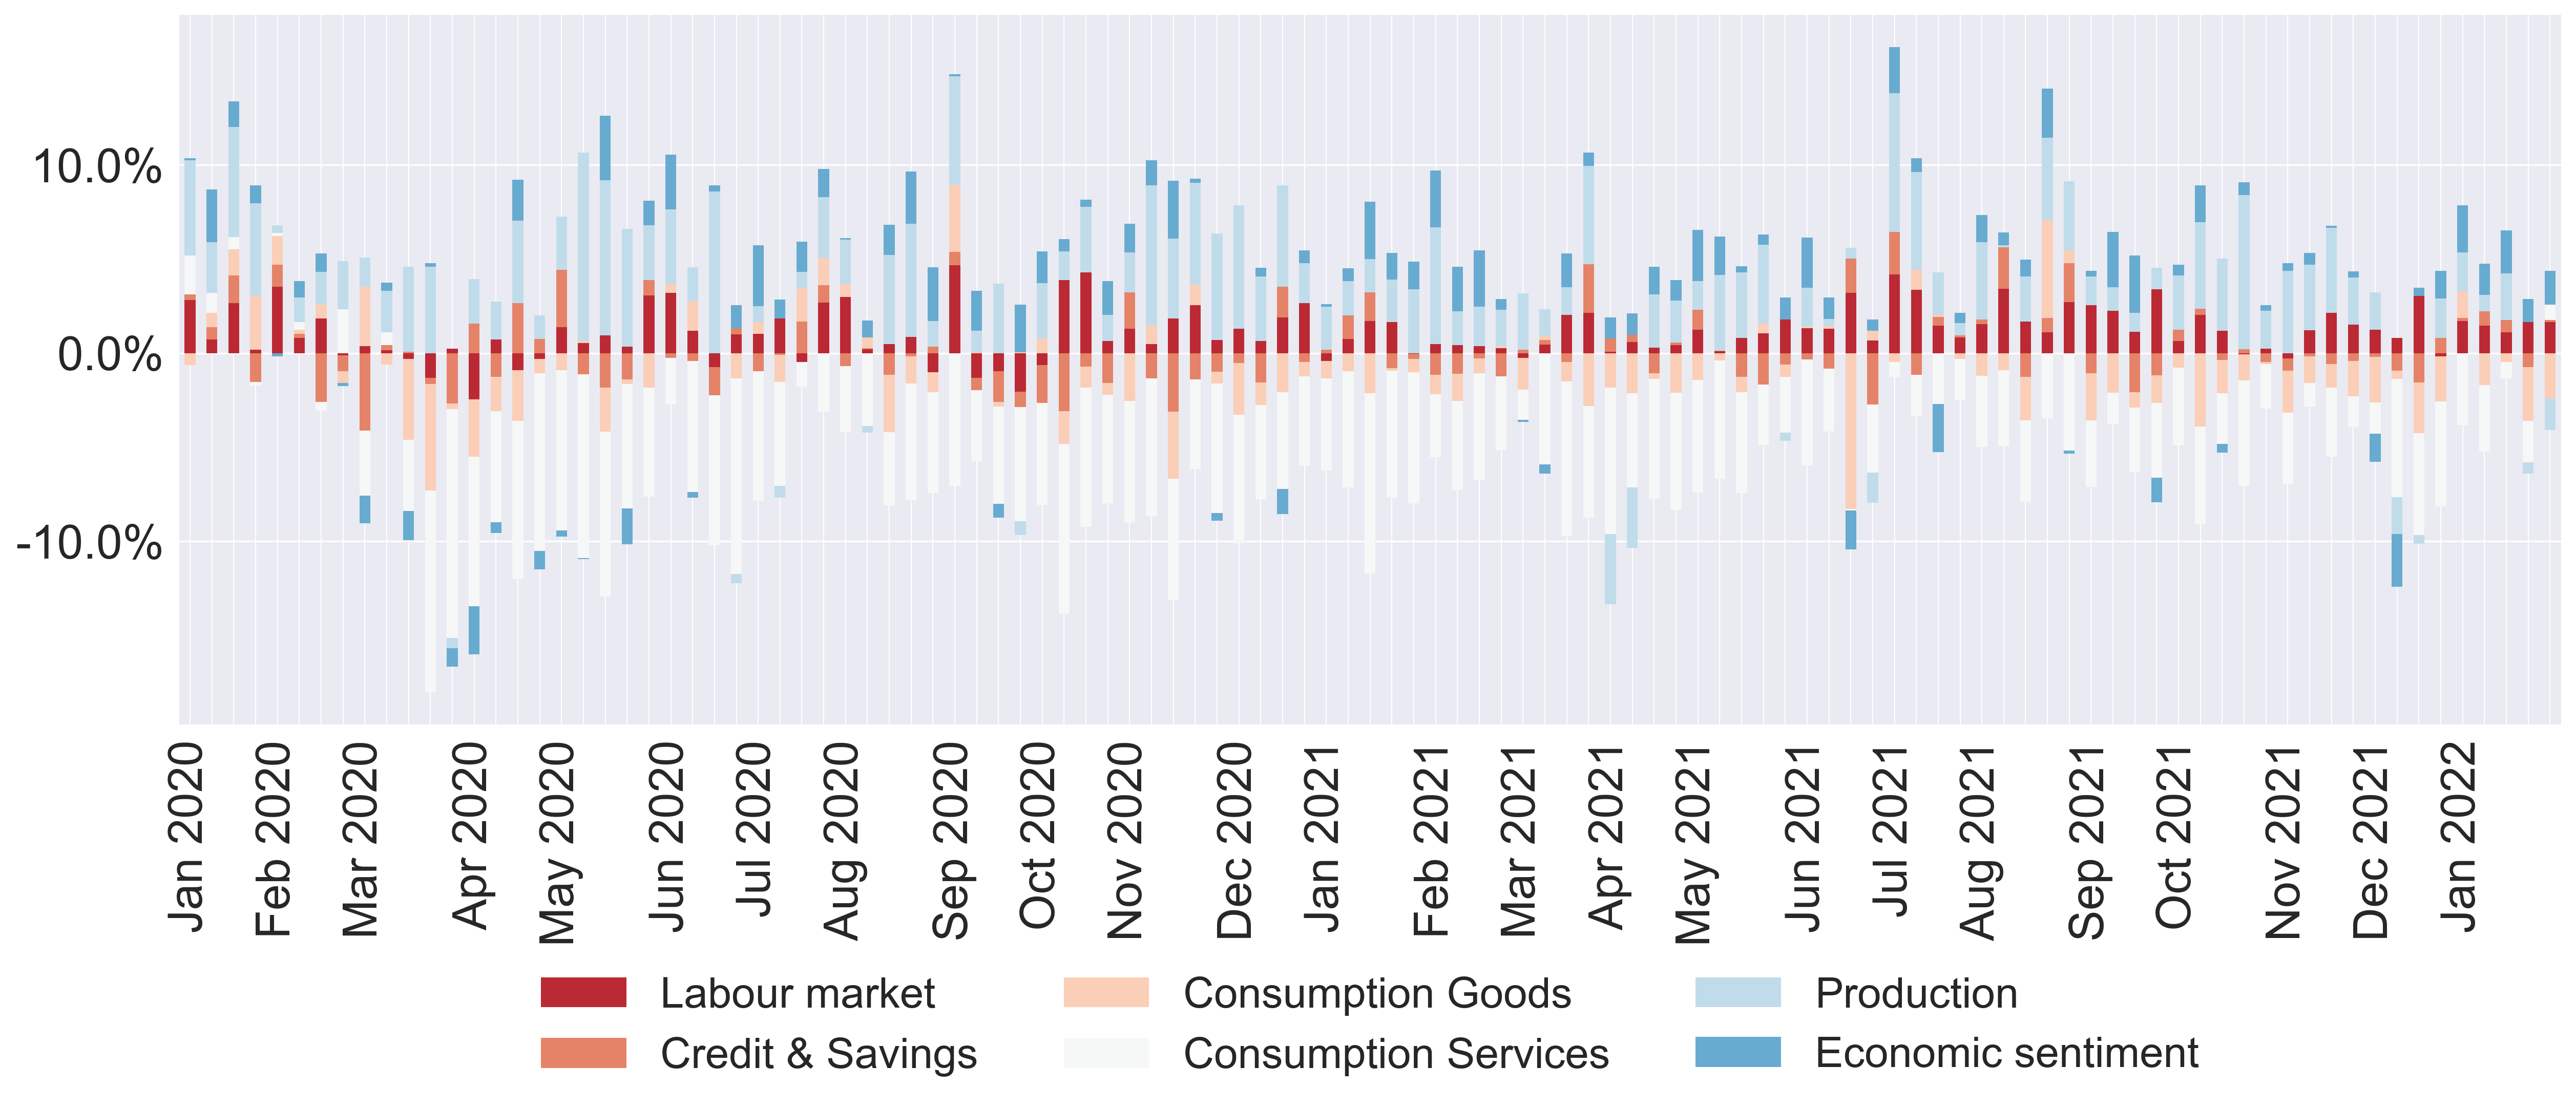 10.0%
0.0%
-10.0%
Jan 2020
Feb 2020
Mar 2020
Apr 2020
May 2020
Jun 2020
Jul 2020
Aug 2020
Sep 2020
Oct 2020
Nov 2020
Dec 2020
Jan 2021
Feb 2021
Mar 2021
Apr 2021
May 2021
Jun 2021
Jul 2021
Aug 2021
Sep 2021
Oct 2021
Nov 2021
Dec 2021
Jan 2022
Labour market
Credit & Savings
Consumption Goods
Consumption Services
Production
Economic sentiment